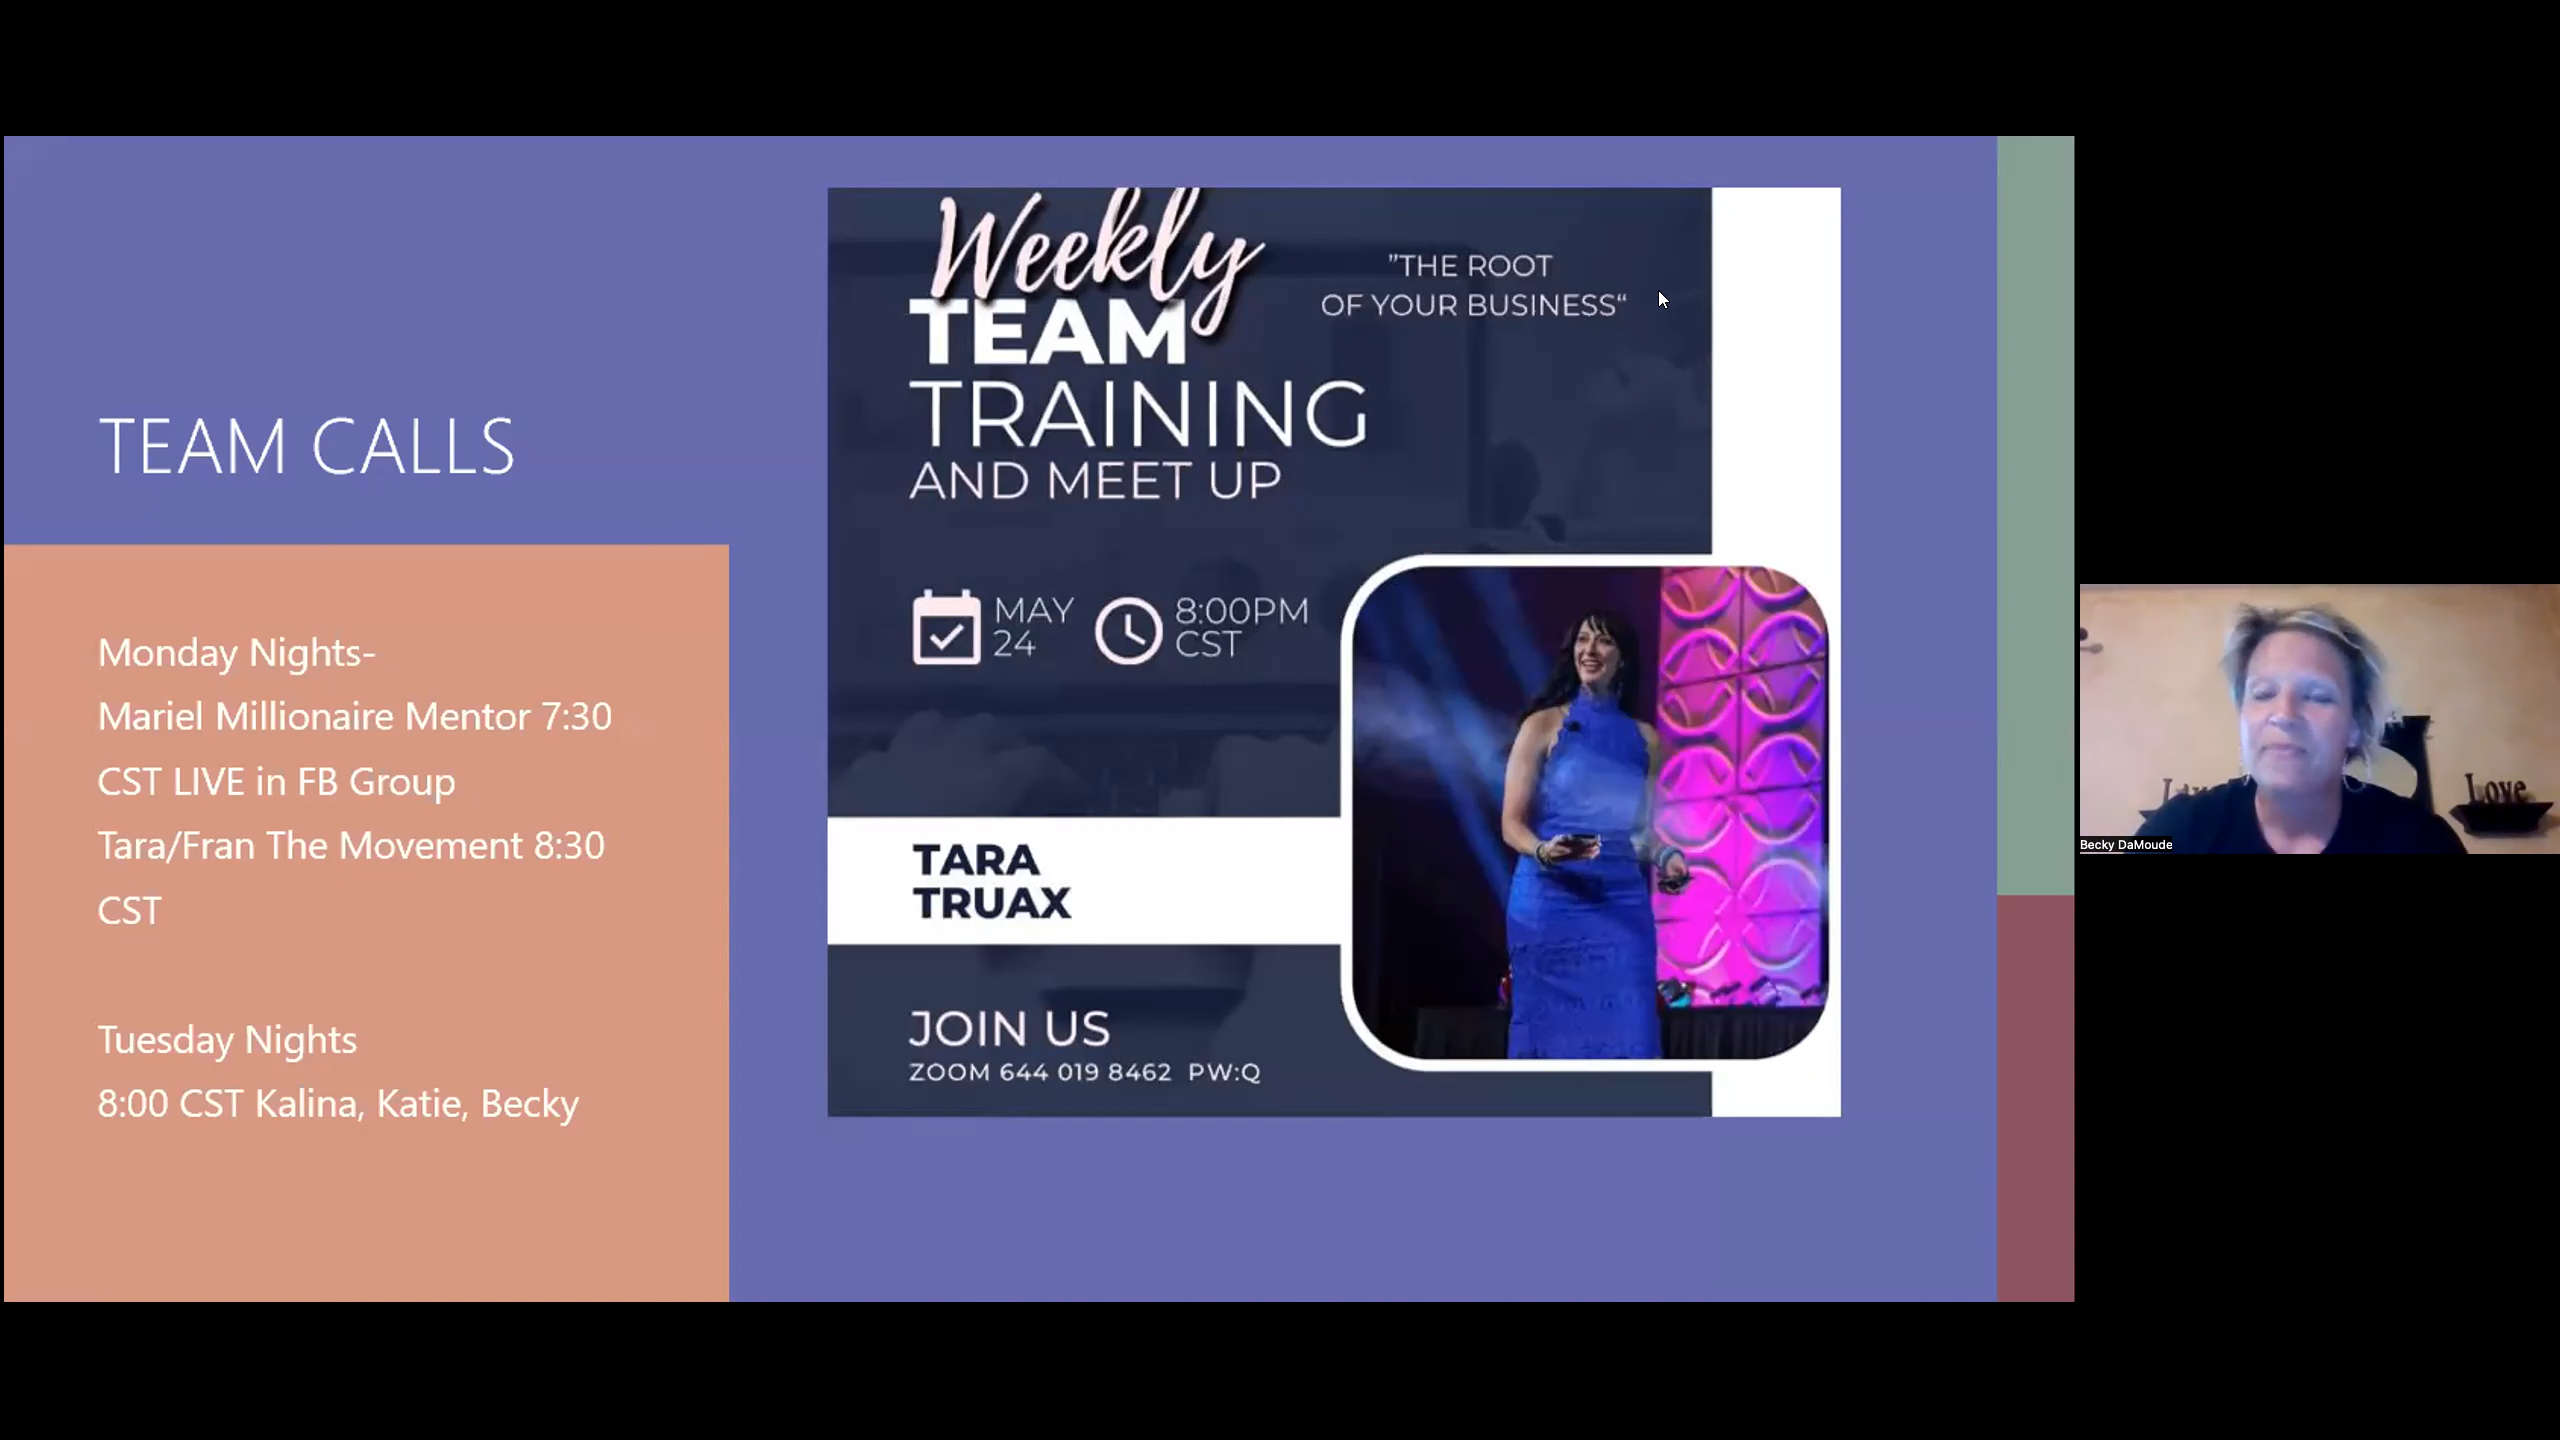 TEAM CALLS
Monday Nights-
Mariel Millionaire Mentor 7:30
CST LIVE in FB Group
Tara/Fran The Movement 8:30
CST
Tuesday Nights
8:00 CST Kalina, Katie, Becky
Weekly
TEAM
TRAINING
AND MEET UP
"THE ROOT
OF YOUR BUSINESS"
MAY
24
8:00PM
CST
TARA
TRUAX
JOIN US
ZOOM 644 019 8462 PW:Q
Love
Becky DaMoude